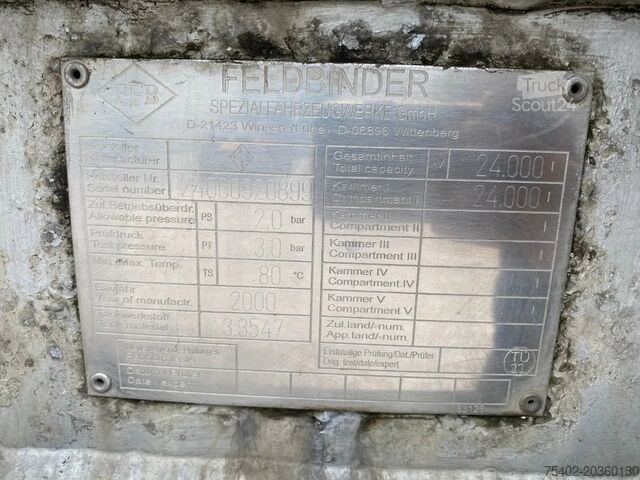 FFB
FELDBINDER
SPEZIALFAHRZEUGWERKE GmbH
D-21423 Winsen (Luhe) D-06896 Wittenberg
Truck
Scout24
Hersteller
Manufacturer
Hersteller Nr.
Serial number
Zul. Betriebsüberdr.
Allowable pressure
PS
2.0 bar
Prüfdruck
Test pressure
PT
3.0 bar
Min./Max. Temp.
TS
80 °C
Baujahr
Year of manufactr.
2000
Tankwerkstoff
Tank material
3.3547
Gesamtinhalt
Total capacity
V
24.000 l
Kammer I
Compartment I
24.000 l
Kammer II
Compartment II
l
Kammer III
Compartment III
l
Kammer IV
Compartment IV
l
Kammer V
Compartment V
l
Zul.land/-num.
App.land/-num.
Erstmalige Prüfung/Dat./Prüfer
Orig. test/date/expert
TÜ
11
Datum / Prüfer
Date / expert
75402-20360130